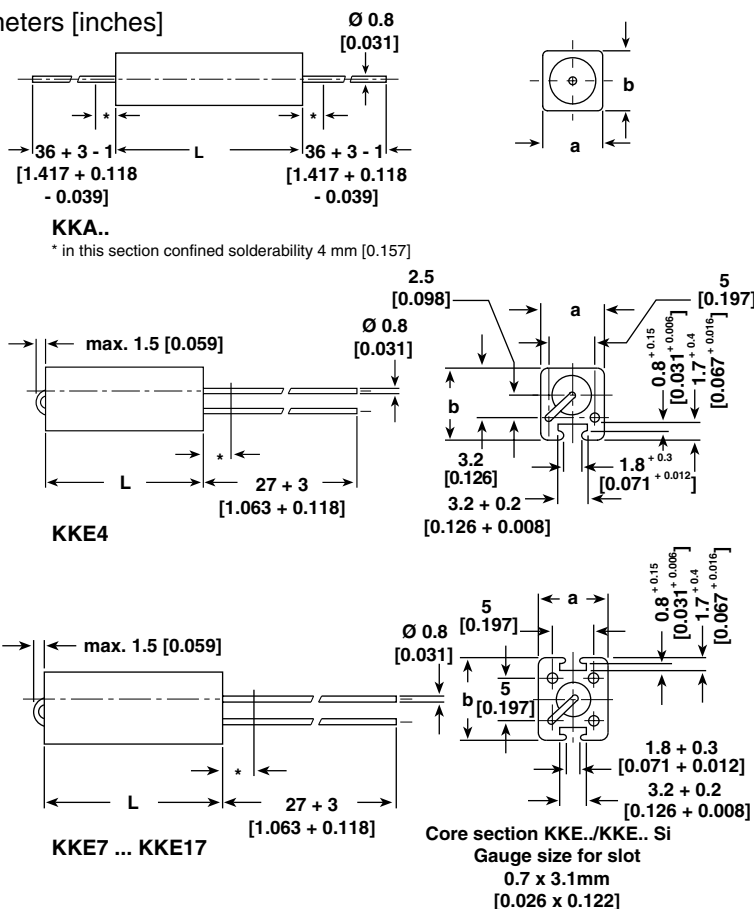 neters [inches]
Ø 0.8
[0.031]
*
*
36 + 3 - 1
[1.417 + 0.118
- 0.039]
L
36 + 3 - 1
[1.417 + 0.118
- 0.039]
b
a
KKA..
* in this section confined solderability 4 mm [0.157]
max. 1.5 [0.059]
Ø 0.8
[0.031]
*
L
27 + 3
[1.063 + 0.118]
KKE4
2.5
[0.098]
a
5
[0.197]
0.8 + 0.15
[0.031 + 0.006]
1.7 + 0.4
[0.067 + 0.016]
b
3.2
[0.126]
1.8 + 0.3
[0.071 + 0.012]
3.2 + 0.2
[0.126 + 0.008]
max. 1.5 [0.059]
Ø 0.8
[0.031]
*
L
27 + 3
[1.063 + 0.118]
KKE7 ... KKE17
5
[0.197]
a
0.8 + 0.15
[0.031 + 0.006]
1.7 + 0.4
[0.067 + 0.016]
b
5
[0.197]
1.8 + 0.3
[0.071 + 0.012]
3.2 + 0.2
[0.126 + 0.008]
Core section KKE../KKE.. Si
Gauge size for slot
0.7 x 3.1mm
[0.026 x 0.122]